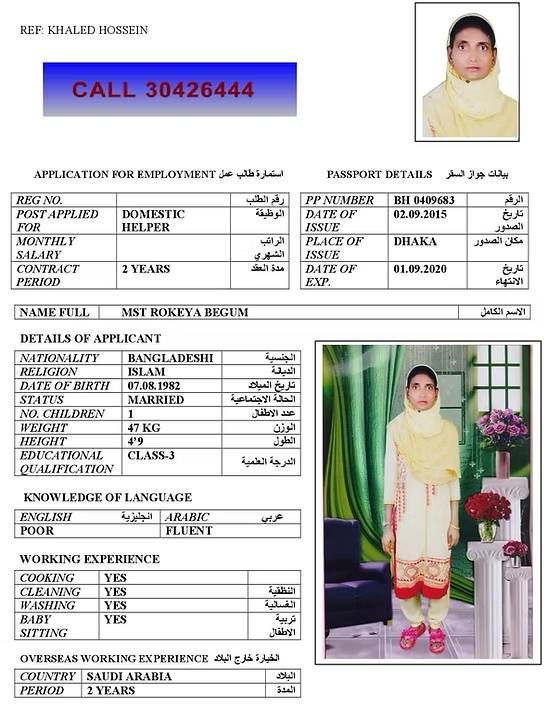 REF: KHALED HOSSEIN
CALL 30426444
APPLICATION FOR EMPLOYMENT استمارة طالب عمل
REG NO. رقم الطلب
POST APPLIED FOR DOMESTIC HELPER الوظيفة
MONTHLY SALARY الراتب الشهري
CONTRACT PERIOD 2 YEARS مدة العقد
PASSPORT DETAILS بيانات جواز السفر
PP NUMBER BH 0409683 الرقم
DATE OF ISSUE 02.09.2015 تاريخ الصدور
PLACE OF ISSUE DHAKA مكان الصدور
DATE OF EXP. 01.09.2020 تاريخ الانتهاء
NAME FULL MST ROKEYA BEGUM الاسم الكامل
DETAILS OF APPLICANT
NATIONALITY BANGLADESHI الجنسية
RELIGION ISLAM الديانة
DATE OF BIRTH 07.08.1982 تاريخ الميلاد
STATUS MARRIED الحالة الاجتماعية
NO. CHILDREN 1 عدد الاطفال
WEIGHT 47 KG الوزن
HEIGHT 4'9 الطول
EDUCATIONAL QUALIFICATION CLASS-3 الدرجة العلمية
KNOWLEDGE OF LANGUAGE
ENGLISH انجليزية ARABIC عربي
POOR FLUENT
WORKING EXPERIENCE
COOKING YES
CLEANING YES النظفية
WASHING YES الغسالية
BABY SITTING YES تربية الاطفال
OVERSEAS WORKING EXPERIENCE الخيارة خارج البلاد
COUNTRY SAUDI ARABIA البلاد
PERIOD 2 YEARS المدة